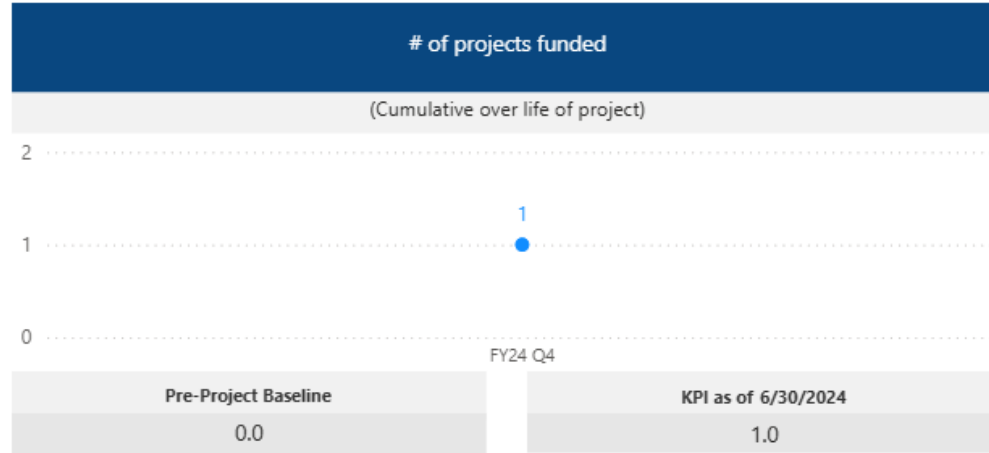 # of projects funded
(Cumulative over life of project)
2
1
1
0
FY24 Q4
Pre-Project Baseline
KPI as of 6/30/2024
0.0
1.0